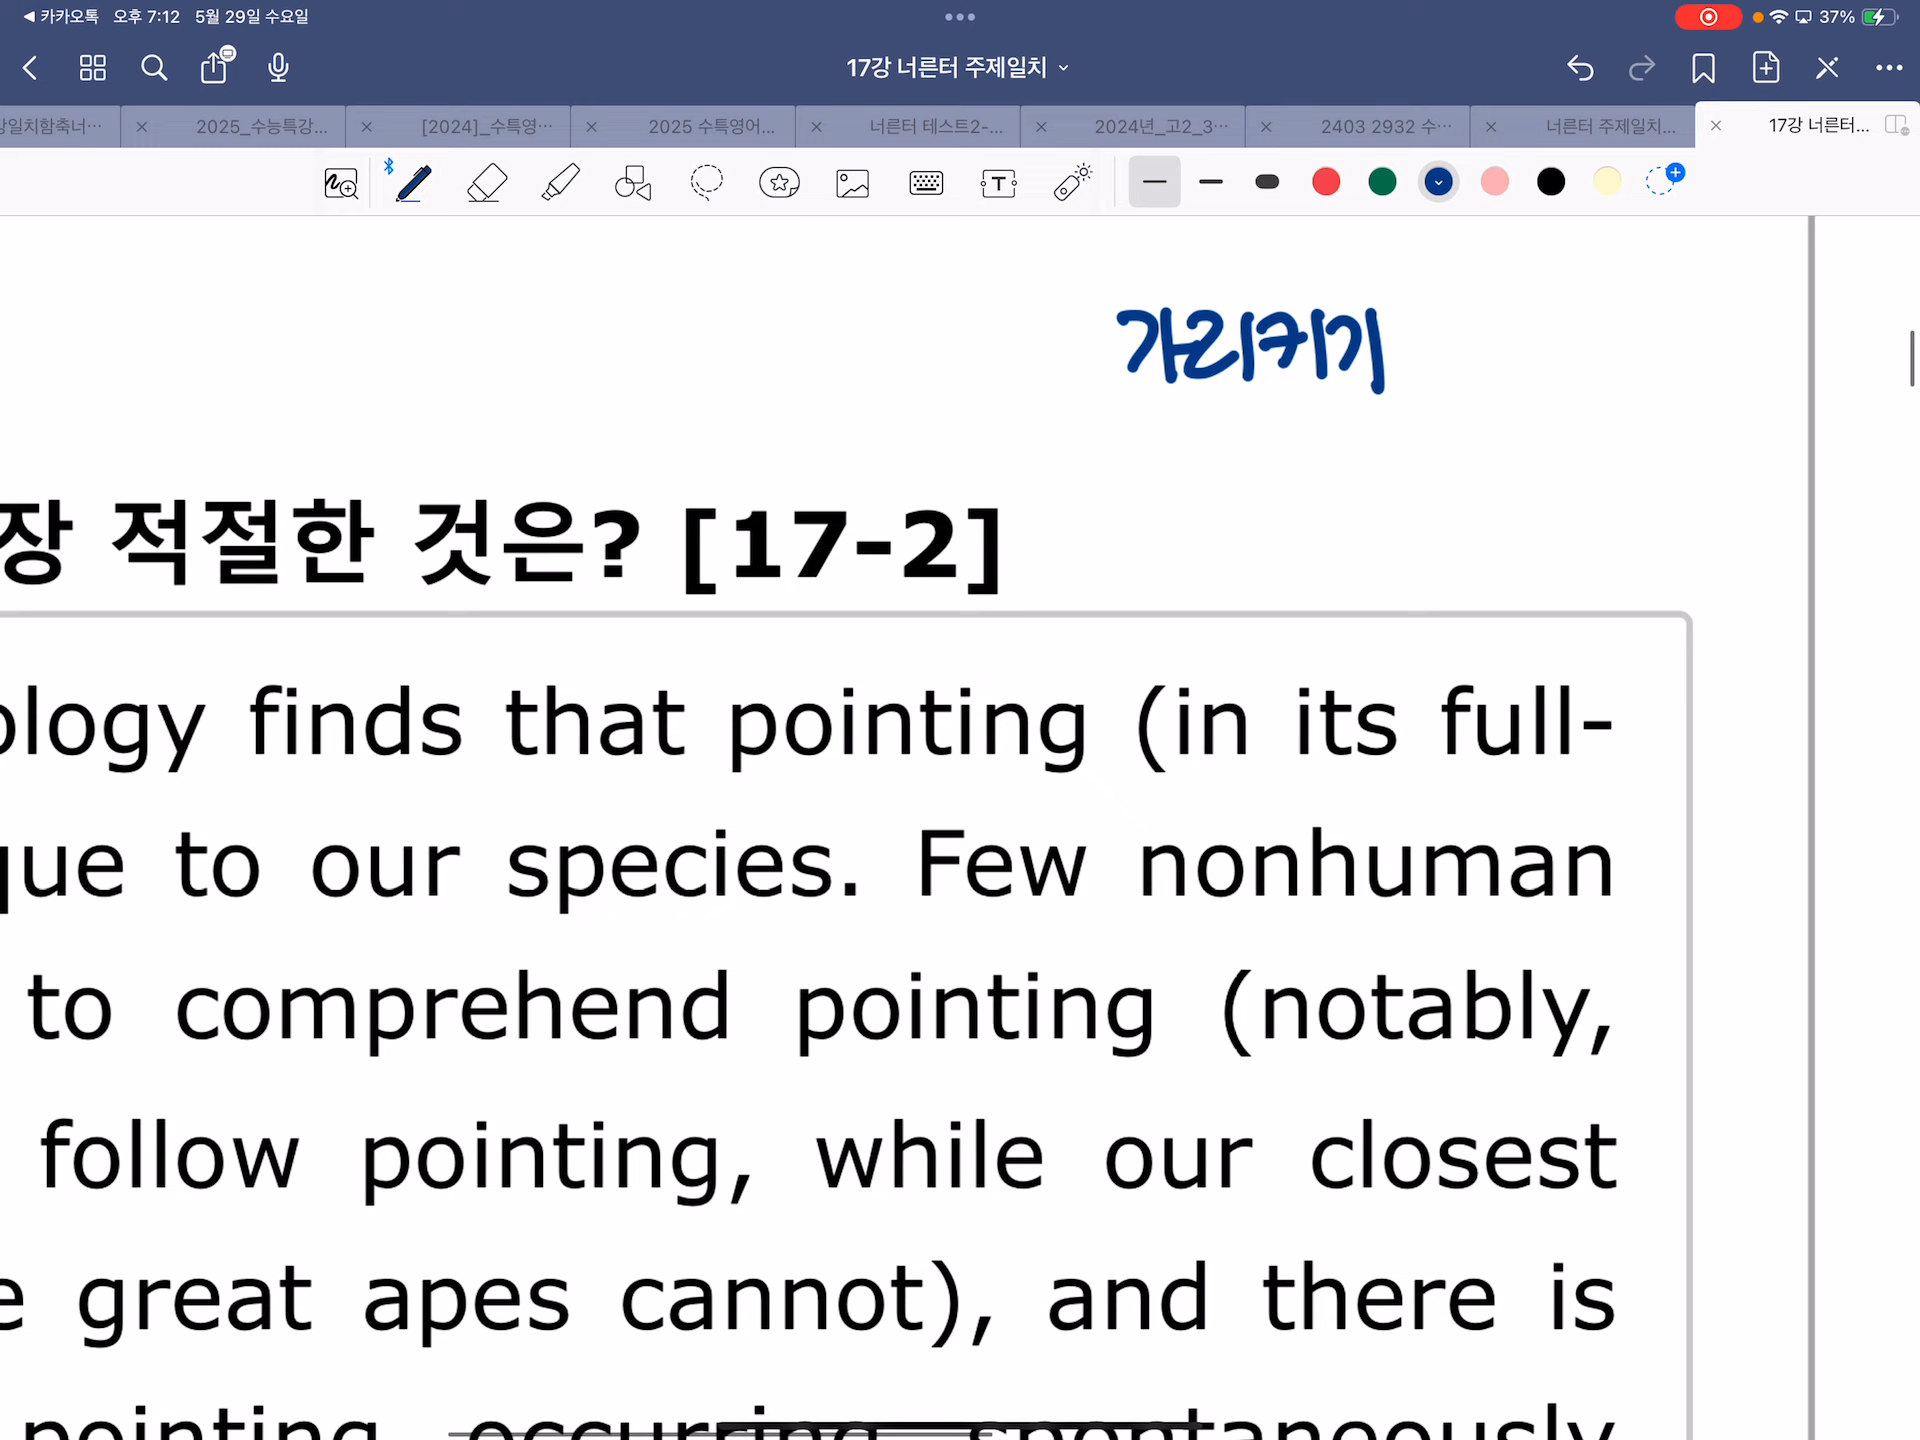 ◀ 카카오톡 오후 7:12 5월 29일 수요일 37%
17강 너른터 주제일치
2025_수능특강... [2024]_수특영... 2025 수특영어... 너른터 테스트2-... 2024년_고2_3... 2403 2932 수... 너른터 주제일치... 17강 너른터...
가리키기
장 적절한 것은? [17-2]
ology finds that pointing (in its full-
que to our species. Few nonhuman
to comprehend pointing (notably,
follow pointing, while our closest
e great apes cannot), and there is
pointing occurring spontaneously